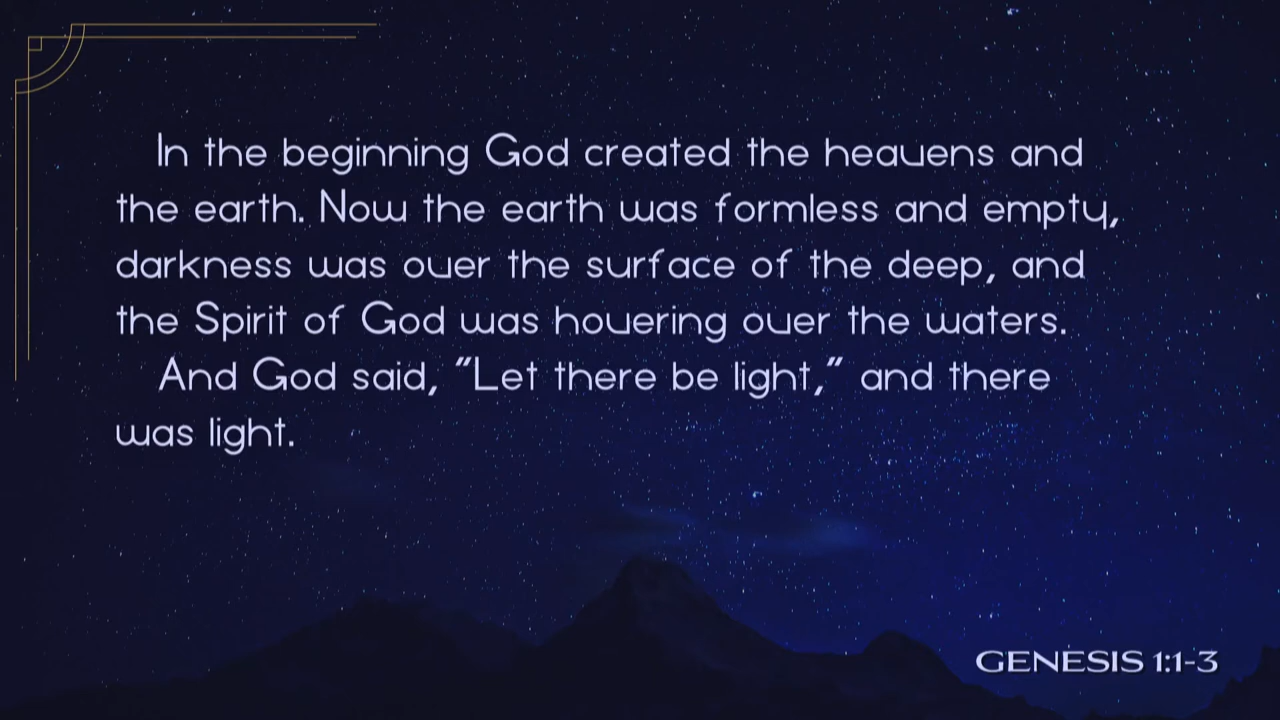 In the beginning God created the heavens and
the earth. Now the earth was formless and empty,
darkness was over the surface of the deep, and
the Spirit of God was hovering over the waters.
And God said, “Let there be light,” and there
was light.
GENESIS 1:1-3